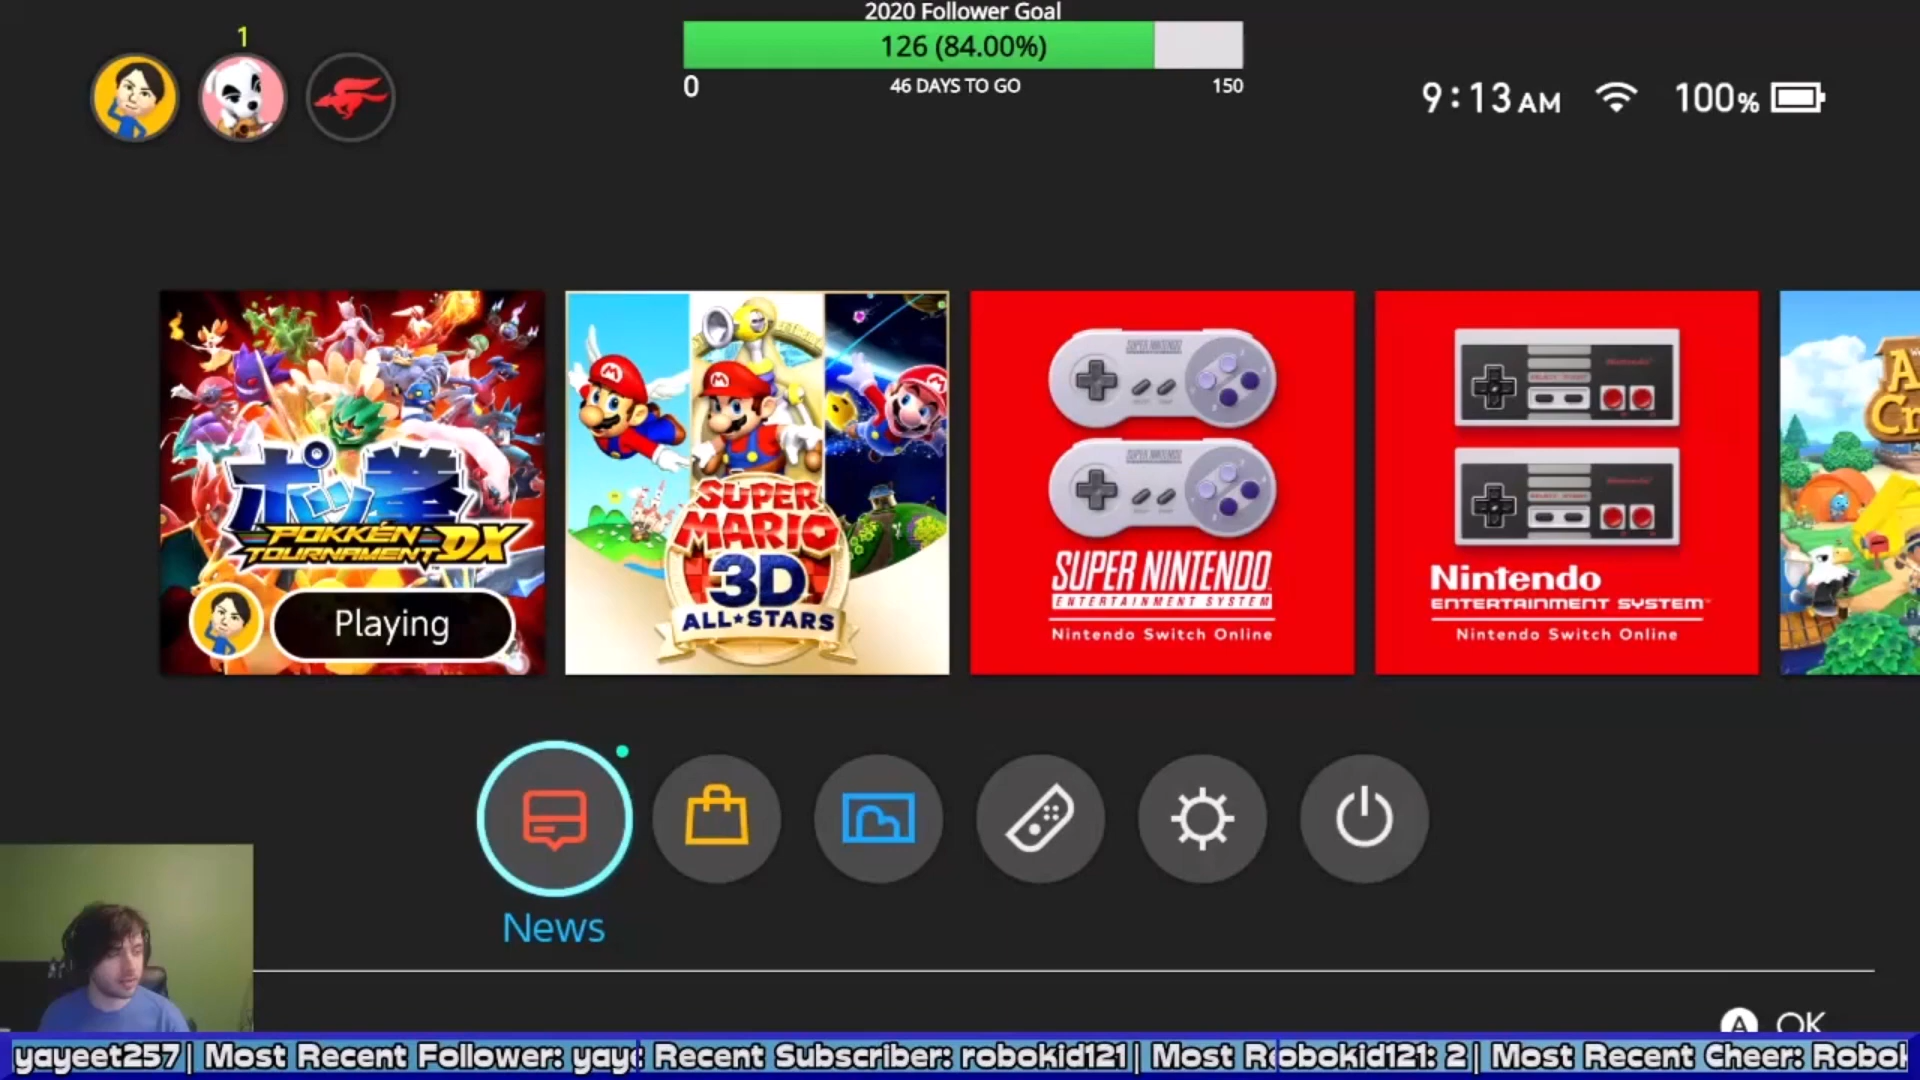 2020 Follower Goal
1
126 (84.00%)
0
46 DAYS TO GO
150
9:13 AM
100%
ポッ拳
POKKÉN
TOURNAMENT DX
Playing
SUPER
MARIO
3D
ALL★STARS
SUPER NINTENDO
ENTERTAINMENT SYSTEM
Nintendo Switch Online
Nintendo
ENTERTAINMENT SYSTEM™
Nintendo Switch Online
A
Cr
News
A OK
yayeet257| Most Recent Follower: yay Recent Subscriber: robokid121| Most R obokid121: 2| Most Recent Cheer: Robok